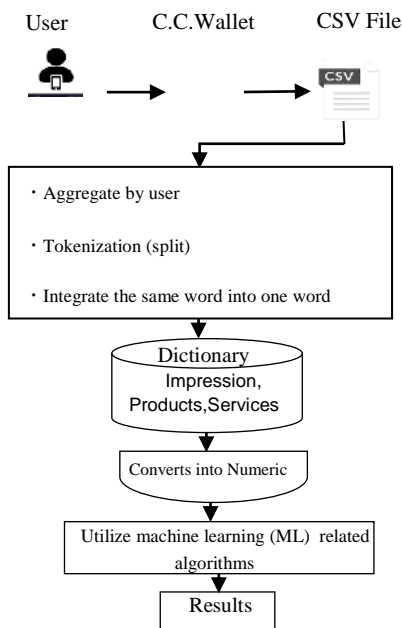 User
C.C.Wallet
CSV File
CSV
・Aggregate by user
・Tokenization (split)
・Integrate the same word into one word
Dictionary
Impression,
Products,Services
Converts into Numeric
Utilize machine learning (ML) related
algorithms
Results